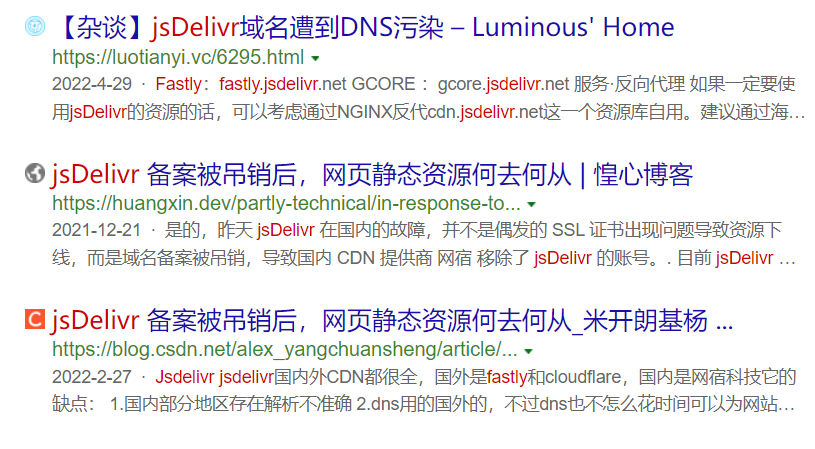 【杂谈】jsDelivr域名遭到DNS污染 – Luminous' Home
https://luotianyi.vc/6295.html
2022-4-29 · Fastly：fastly.jsdelivr.net GCORE ：gcore.jsdelivr.net 服务·反向代理 如果一定要使
用jsDelivr的资源的话，可以考虑通过NGINX反代cdn.jsdelivr.net这一个资源库自用。建议通过海…
jsDelivr 备案被吊销后，网页静态资源何去何从 | 惶心博客
https://huangxin.dev/partly-technical/in-response-to...
2021-12-21 · 是的，昨天 jsDelivr 在国内的故障，并不是偶发的 SSL 证书出现问题导致资源下
线，而是域名备案被吊销，导致国内 CDN 提供商 网宿 移除了 jsDelivr 的账号。. 目前 jsDelivr …
C jsDelivr 备案被吊销后，网页静态资源何去何从_米开朗基杨 ...
https://blog.csdn.net/alex_yangchuansheng/article/...
2022-2-27 · Jsdelivr jsdelivr国内外CDN都很全，国外是fastly和cloudflare，国内是网宿科技它的
缺点： 1.国内部分地区存在解析不准确 2.dns用的国外的，不过dns也不怎么花时间可以为网站…